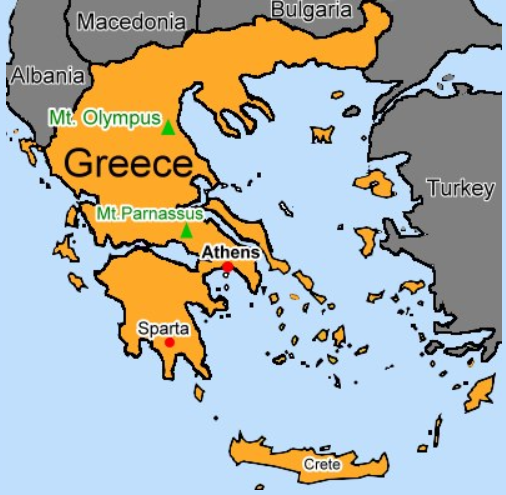 Bulgaria
Macedonia
Albania
Mt. Olympus
Greece
Turkey
Mt.Parnassus
Athens
Sparta
Crete